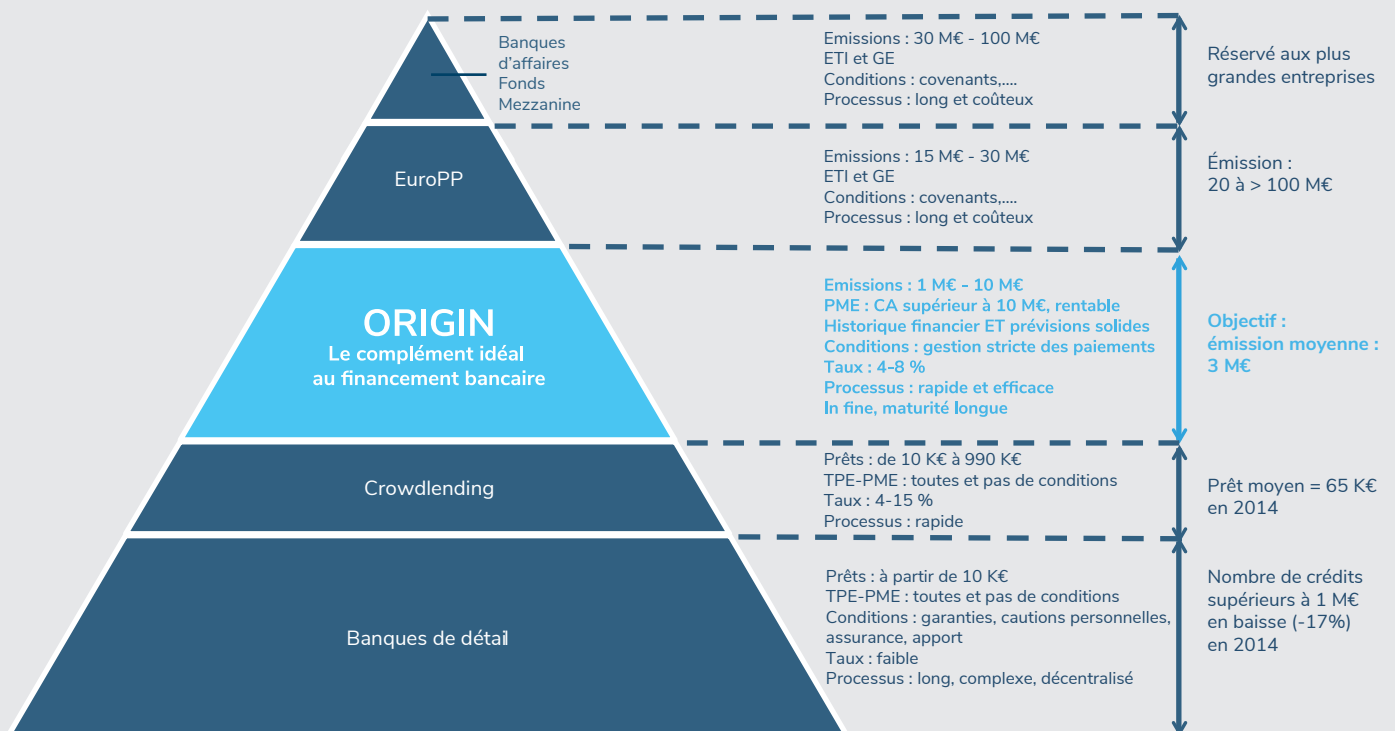 Banques
d'affaires
Fonds
Mezzanine
Emissions : 30 M€ - 100 M€
ETI et GE
Conditions : covenants,....
Processus : long et coûteux
Réservé aux plus
grandes entreprises
EuroPP
Emissions : 15 M€ - 30 M€
ETI et GE
Conditions : covenants,....
Processus : long et coûteux
Émission :
20 à > 100 M€
ORIGIN
Le complément idéal
au financement bancaire
Emissions : 1 M€ - 10 M€
PME : CA supérieur à 10 M€, rentable
Historique financier ET prévisions solides
Conditions : gestion stricte des paiements
Taux : 4-8 %
Processus : rapide et efficace
In fine, maturité longue
Objectif :
émission moyenne :
3 M€
Crowdlending
Prêts : de 10 K€ à 990 K€
TPE-PME : toutes et pas de conditions
Taux : 4-15 %
Processus : rapide
Prêt moyen = 65 K€
en 2014
Banques de détail
Prêts : à partir de 10 K€
TPE-PME : toutes et pas de conditions
Conditions : garanties, cautions personnelles,
assurance, apport
Taux : faible
Processus : long, complexe, décentralisé
Nombre de crédits
supérieurs à 1 M€
en baisse (-17%)
en 2014